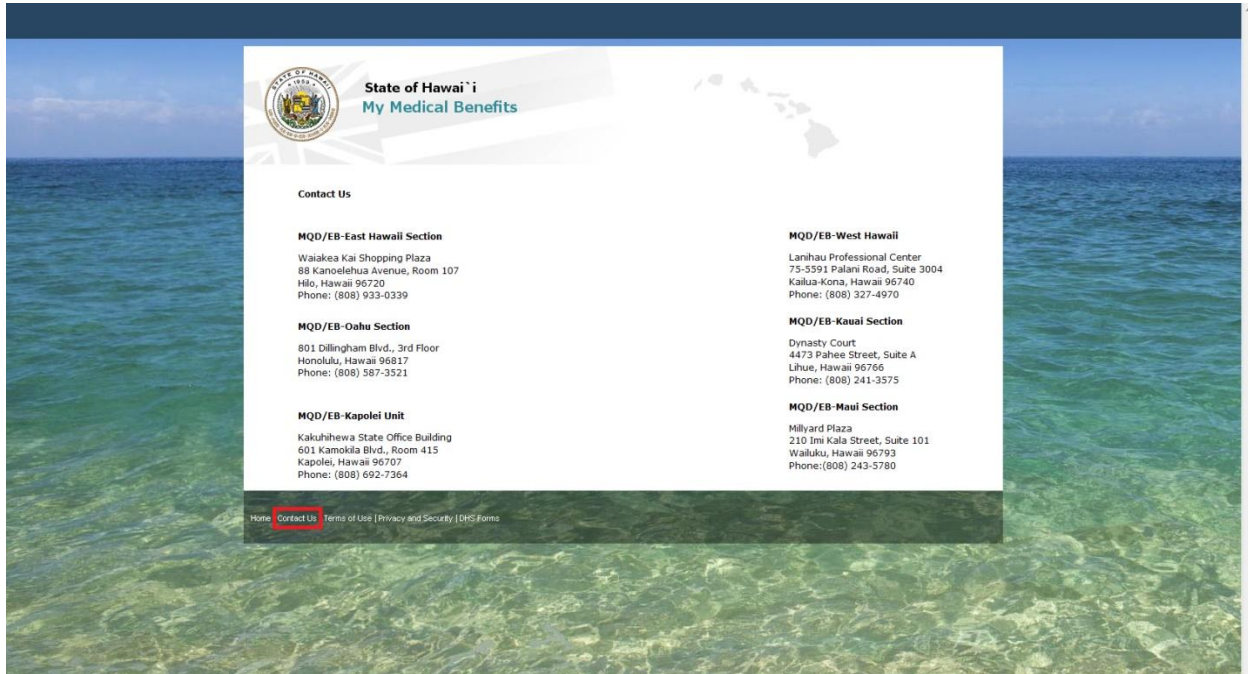 STATE OF HAWAII
1959
State of Hawai`i
My Medical Benefits
Contact Us
MQD/EB-East Hawaii Section
Waiakea Kai Shopping Plaza
88 Kanoelehua Avenue, Room 107
Hilo, Hawaii 96720
Phone: (808) 933-0339
MQD/EB-Oahu Section
801 Dillingham Blvd., 3rd Floor
Honolulu, Hawaii 96817
Phone: (808) 587-3521
MQD/EB-Kapolei Unit
Kakuhihewa State Office Building
601 Kamokila Blvd., Room 415
Kapolei, Hawaii 96707
Phone: (808) 692-7364
MQD/EB-West Hawaii
Lanihau Professional Center
75-5591 Palani Road, Suite 3004
Kailua-Kona, Hawaii 96740
Phone: (808) 327-4970
MQD/EB-Kauai Section
Dynasty Court
4473 Pahee Street, Suite A
Lihue, Hawaii 96766
Phone: (808) 241-3575
MQD/EB-Maui Section
Millyard Plaza
210 Imi Kala Street, Suite 101
Wailuku, Hawaii 96793
Phone:(808) 243-5780
Home Contact Us Terms of Use | Privacy and Security | DHS Forms